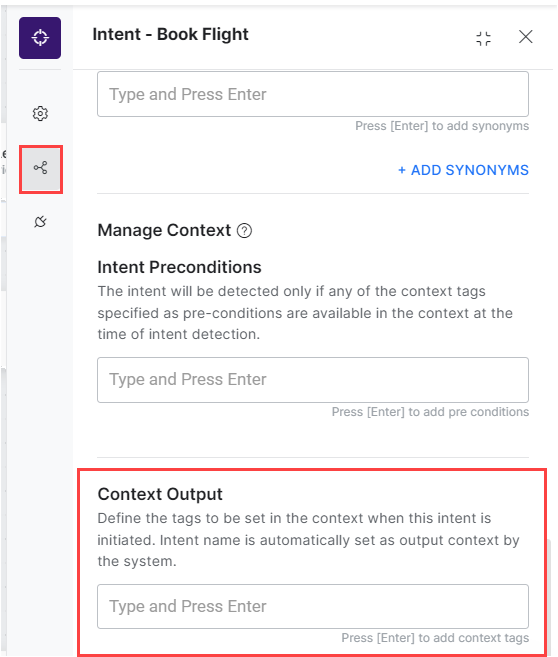 Intent - Book Flight
Type and Press Enter
Press [Enter] to add synonyms
+ ADD SYNONYMS
Manage Context ?
Intent Preconditions
The intent will be detected only if any of the context tags
specified as pre-conditions are available in the context at the
time of intent detection.
Type and Press Enter
Press [Enter] to add pre conditions
Context Output
Define the tags to be set in the context when this intent is
initiated. Intent name is automatically set as output context by
the system.
Type and Press Enter
Press [Enter] to add context tags